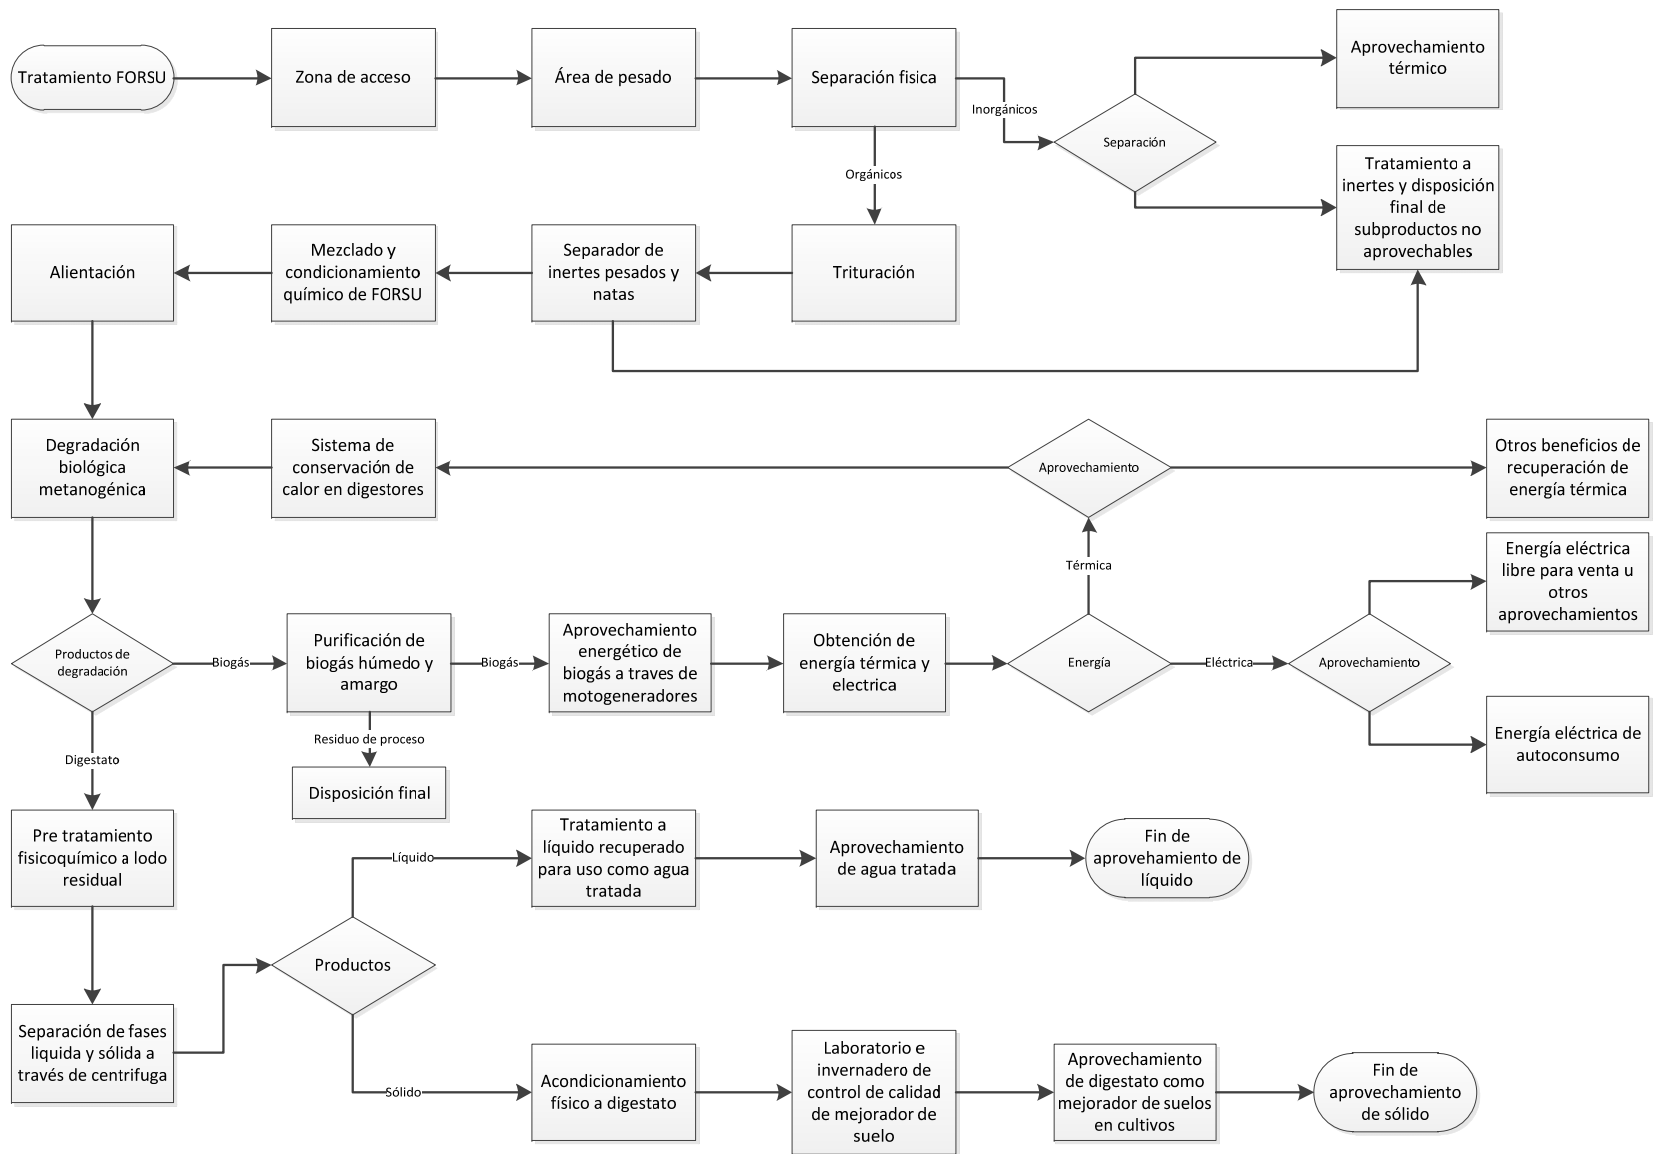 Tratamiento FORSU
Zona de acceso
Área de pesado
Separación fisica
Inorgánicos
Separación
Aprovechamiento
térmico
Orgánicos
Tratamiento a
inertes y disposición
final de
subproductos no
aprovechables
Alientación
Mezclado y
condicionamiento
químico de FORSU
Separador de
inertes pesados y
natas
Trituración
Degradación
biológica
metanogénica
Sistema de
conservación de
calor en digestores
Aprovechamiento
Otros beneficios de
recuperación de
energía térmica
Térmica
Energía eléctrica
libre para venta u
otros
aprovechamientos
Productos de
degradación
Biogás
Purificación de
biogás húmedo y
amargo
Biogás
Aprovechamiento
energético de
biogás a traves de
motogeneradores
Obtención de
energía térmica y
electrica
Energía
Eléctrica
Aprovechamiento
Residuo de proceso
Digestato
Disposición final
Energía eléctrica de
autoconsumo
Pre tratamiento
fisicoquímico a lodo
residual
Líquido
Tratamiento a
líquido recuperado
para uso como agua
tratada
Aprovechamiento
de agua tratada
Fin de
aprovehamiento de
líquido
Productos
Separación de fases
liquida y sólida a
través de centrifuga
Sólido
Acondicionamiento
físico a digestato
Laboratorio e
invernadero de
control de calidad
de mejorador de
suelo
Aprovechamiento
de digestato como
mejorador de suelos
en cultivos
Fin de
aprovechamiento
de sólido